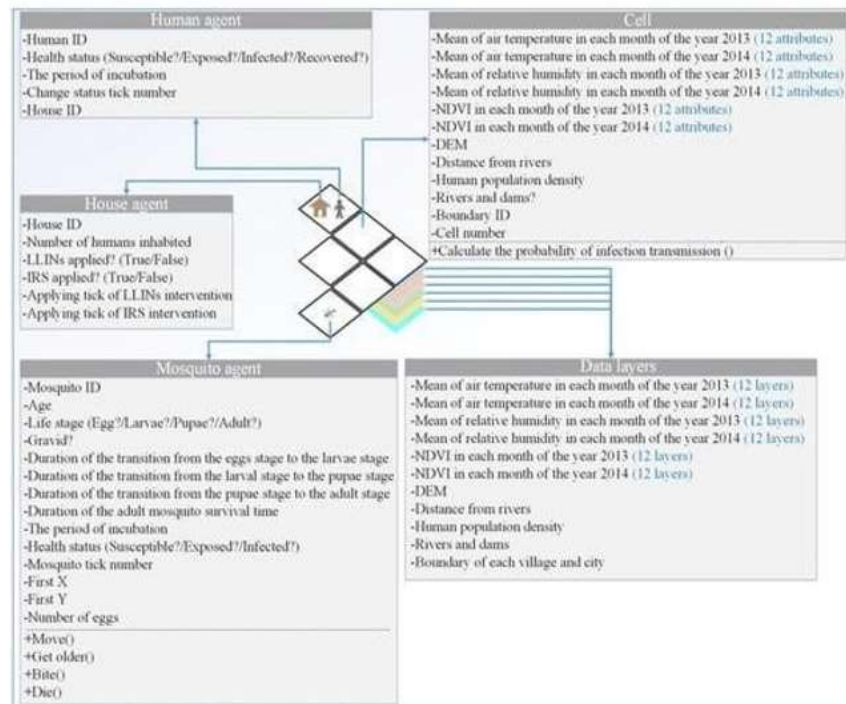 Human agent
-Human ID
-Health status (Susceptible?/Exposed?/Infected?/Recovered?)
-The period of incubation
-Change status tick number
-House ID
Cell
-Mean of air temperature in each month of the year 2013 (12 attributes)
-Mean of air temperature in each month of the year 2014 (12 attributes)
-Mean of relative humidity in each month of the year 2013 (12 attributes)
-Mean of relative humidity in each month of the year 2014 (12 attributes)
-NDVI in each month of the year 2013 (12 attributes)
-NDVI in each month of the year 2014 (12 attributes)
-DEM
-Distance from rivers
-Human population density
-Rivers and dams?
-Boundary ID
-Cell number
+Calculate the probability of infection transmission ()
House agent
-House ID
-Number of humans inhabited
-LLINs applied? (True/False)
-IRS applied? (True/False)
-Applying tick of LLINs intervention
-Applying tick of IRS intervention
Mosquito agent
-Mosquito ID
-Age
-Life stage (Egg?/Larvae?/Pupae?/Adult?)
-Gravid?
-Duration of the transition from the eggs stage to the larvae stage
-Duration of the transition from the larval stage to the pupae stage
-Duration of the transition from the pupae stage to the adult stage
-Duration of the adult mosquito survival time
-The period of incubation
-Health status (Susceptible?/Exposed?/Infected?)
-Mosquito tick number
-First X
-First Y
-Number of eggs
+Move()
+Get older()
+Bite()
+Die()
Data layers
-Mean of air temperature in each month of the year 2013 (12 layers)
-Mean of air temperature in each month of the year 2014 (12 layers)
-Mean of relative humidity in each month of the year 2013 (12 layers)
-Mean of relative humidity in each month of the year 2014 (12 layers)
-NDVI in each month of the year 2013 (12 layers)
-NDVI in each month of the year 2014 (12 layers)
-DEM
-Distance from rivers
-Human population density
-Rivers and dams
-Boundary of each village and city